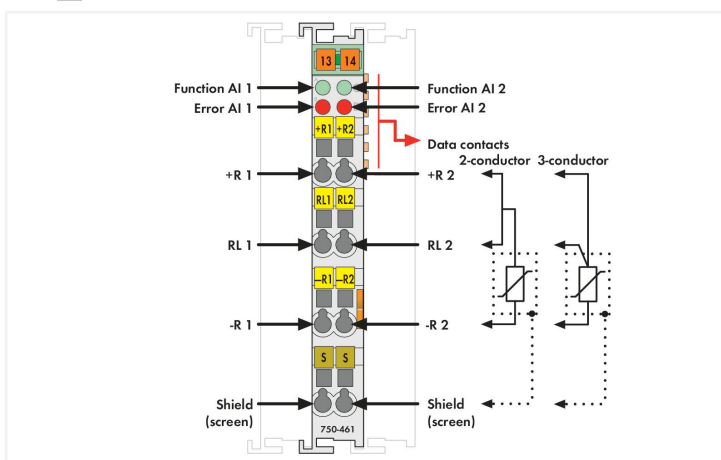 13 14
Function AI 1
Function AI 2
Error AI 1
Error AI 2
+R1 +R2
Data contacts
2-conductor 3-conductor
+R 1
+R 2
RL1 RL2
RL 1
RL 2
–R1 –R2
-R 1
-R 2
S S
Shield
(screen)
Shield
(screen)
750-461